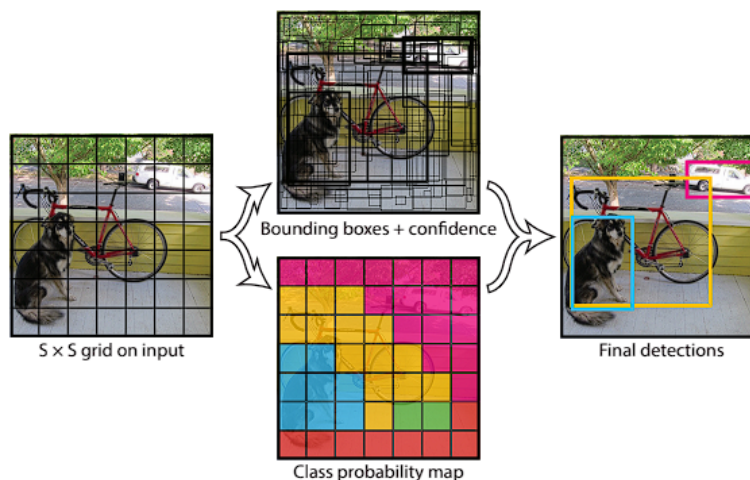 S × S grid on input
Bounding boxes + confidence
Class probability map
Final detections